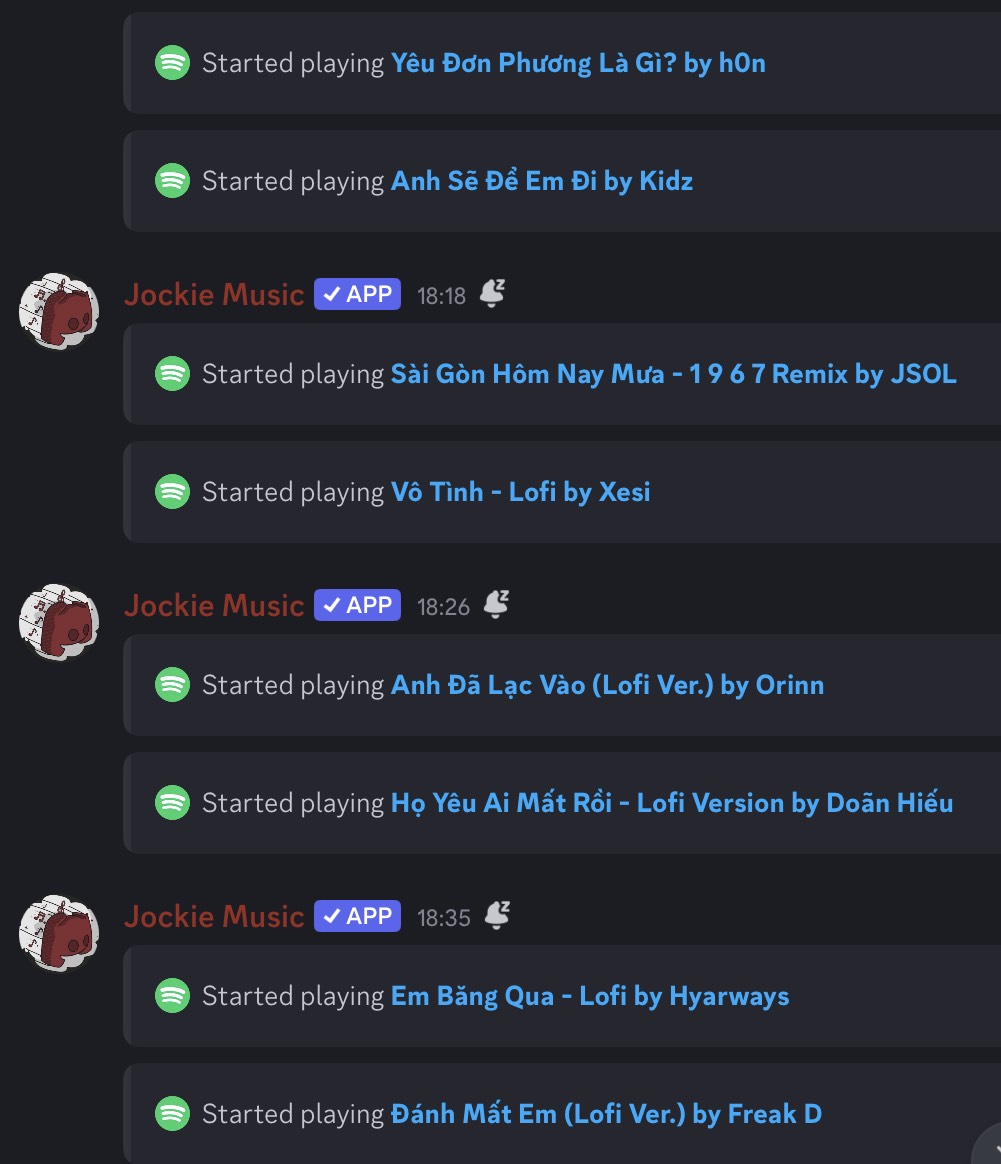 Started playing Yêu Đơn Phương Là Gì? by h0n
Started playing Anh Sẽ Để Em Đi by Kidz
Jockie Music ✓ APP 18:18
Started playing Sài Gòn Hôm Nay Mưa - 1 9 6 7 Remix by JSOL
Started playing Vô Tình - Lofi by Xesi
Jockie Music ✓ APP 18:26
Started playing Anh Đã Lạc Vào (Lofi Ver.) by Orinn
Started playing Họ Yêu Ai Mất Rồi - Lofi Version by Doãn Hiếu
Jockie Music ✓ APP 18:35
Started playing Em Băng Qua - Lofi by Hyarways
Started playing Đánh Mất Em (Lofi Ver.) by Freak D